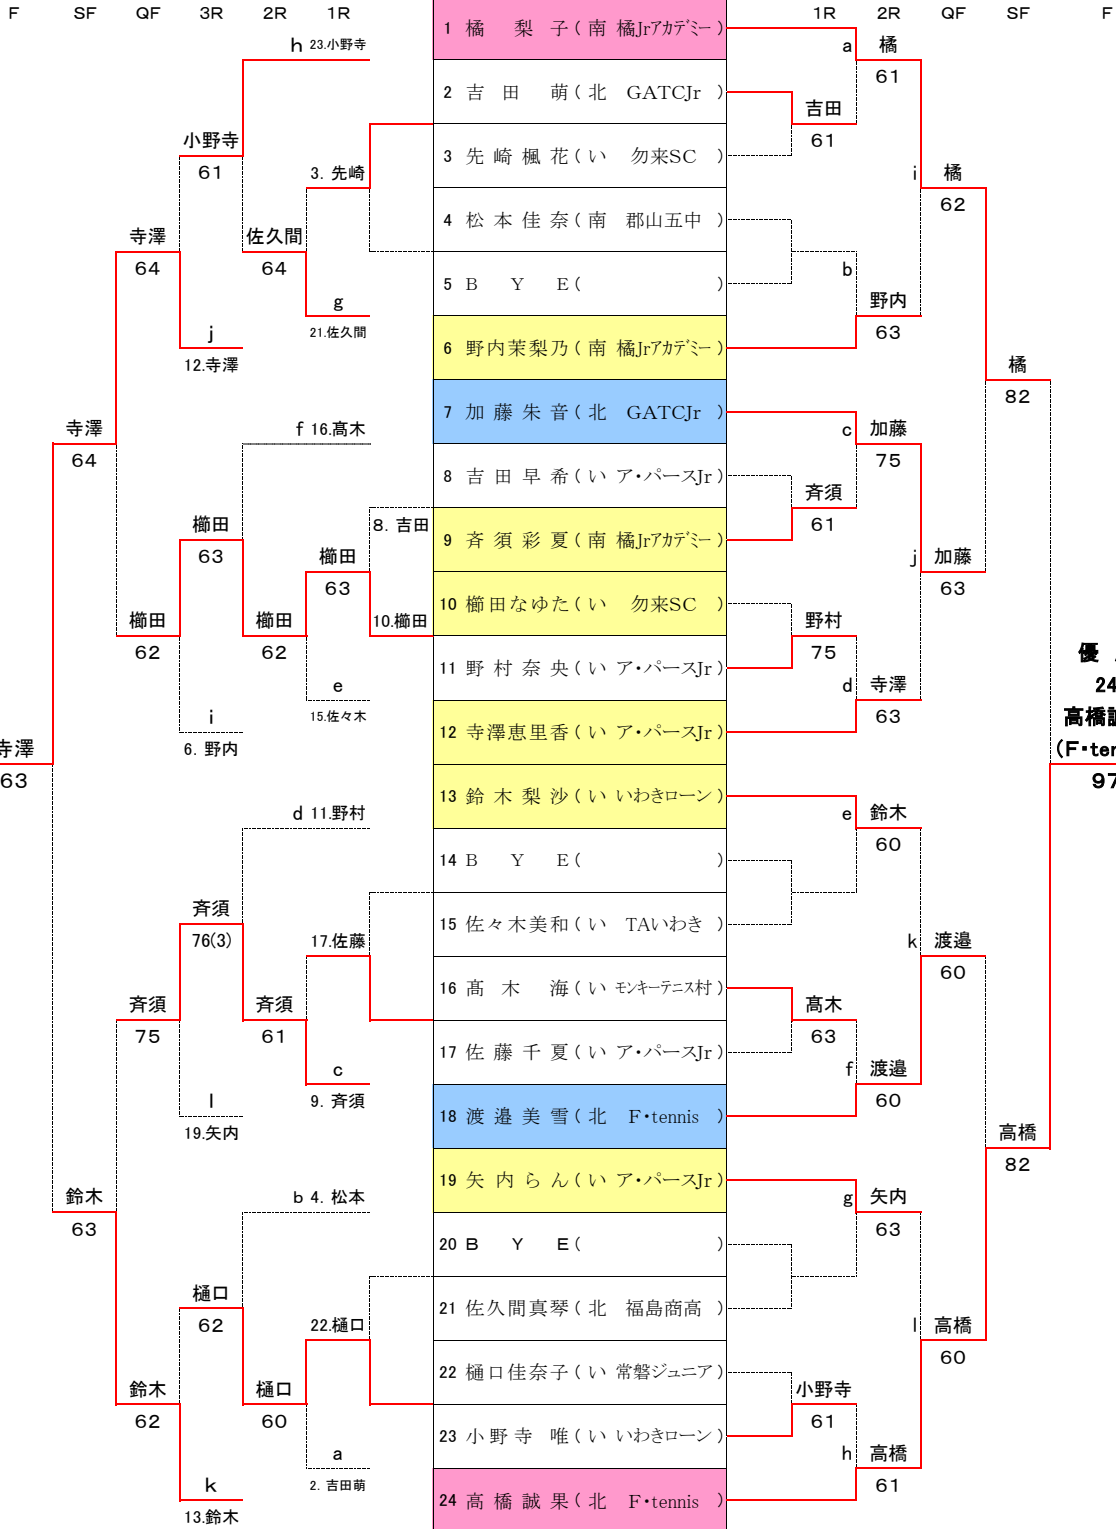 F SF QF 3R 2R 1R 1R 2R QF SF F
1 橘 梨 子 ( 南 橘Jrアカデミー )
h 23.小野寺
a 橘
61
2 吉 田 萌 ( 北 GATCJr )
吉田
61
小野寺
61
3 先 崎 楓 花 ( い 勿来SC )
3. 先崎
i 橘
62
4 松 本 佳 奈 ( 南 郡山五中 )
寺澤
64
佐久間
64
5 B Y E ( )
b
野内
63
g
21.佐久間
j
12.寺澤
6 野内茉梨乃 ( 南 橘Jrアカデミー )
橘
82
7 加 藤 朱 音 ( 北 GATCJr )
寺澤
64
f 16.髙木
c 加藤
75
8 吉 田 早 希 ( い ア・パースJr )
斉須
61
8. 吉田
櫛田
63
9 斉 須 彩 夏 ( 南 橘Jrアカデミー )
櫛田
63
j 加藤
63
10 櫛田なゆた ( い 勿来SC )
櫛田
62
櫛田
62
10.櫛田
野村
75
11 野 村 奈 央 ( い ア・パースJr )
e
15.佐々木
d 寺澤
63
i
6. 野内
12 寺澤恵里香 ( い ア・パースJr )
優
24
高橋
(F・ten
97
寺澤
63
13 鈴 木 梨 沙 ( い いわきローン )
d 11.野村
e 鈴木
60
14 B Y E ( )
斉須
76(3)
15 佐々木美和 ( い TAいわき )
17.佐藤
k 渡邉
60
16 髙 木 海 ( い モンキーテニス村 )
髙木
63
斉須
75
斉須
61
17 佐 藤 千 夏 ( い ア・パースJr )
c
9. 斉須
f 渡邉
60
l
19.矢内
18 渡 邉 美 雪 ( 北 F・tennis )
高橋
82
19 矢 内 ら ん ( い ア・パースJr )
鈴木
63
b 4. 松本
g 矢内
63
20 B Y E ( )
樋口
62
21 佐久間真琴 ( 北 福島商高 )
22.樋口
l 高橋
60
22 樋口佳奈子 ( い 常磐ジュニア )
鈴木
62
樋口
60
小野寺
61
23 小 野 寺 唯 ( い いわきローン )
a
2. 吉田萌
h 高橋
61
k
13.鈴木
24 高 橋 誠 果 ( 北 F・tennis )